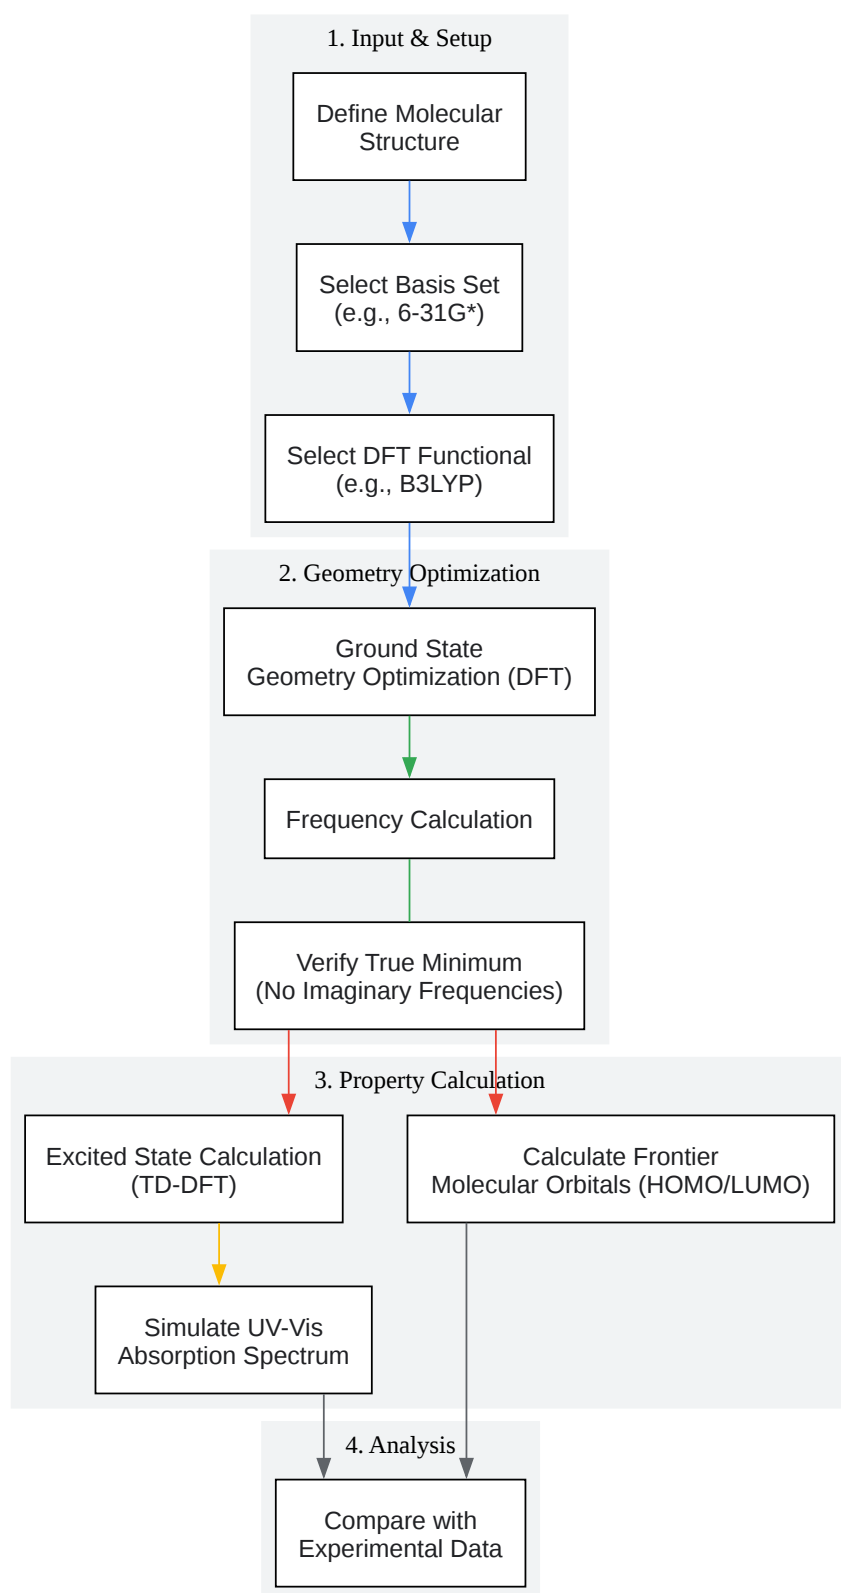 1. Input & Setup
Define Molecular
Structure
Select Basis Set
(e.g., 6-31G*)
Select DFT Functional
(e.g., B3LYP)
2. Geometry Optimization
Ground State
Geometry Optimization (DFT)
Frequency Calculation
Verify True Minimum
(No Imaginary Frequencies)
3. Property Calculation
Excited State Calculation
(TD-DFT)
Calculate Frontier
Molecular Orbitals (HOMO/LUMO)
Simulate UV-Vis
Absorption Spectrum
4. Analysis
Compare with
Experimental Data